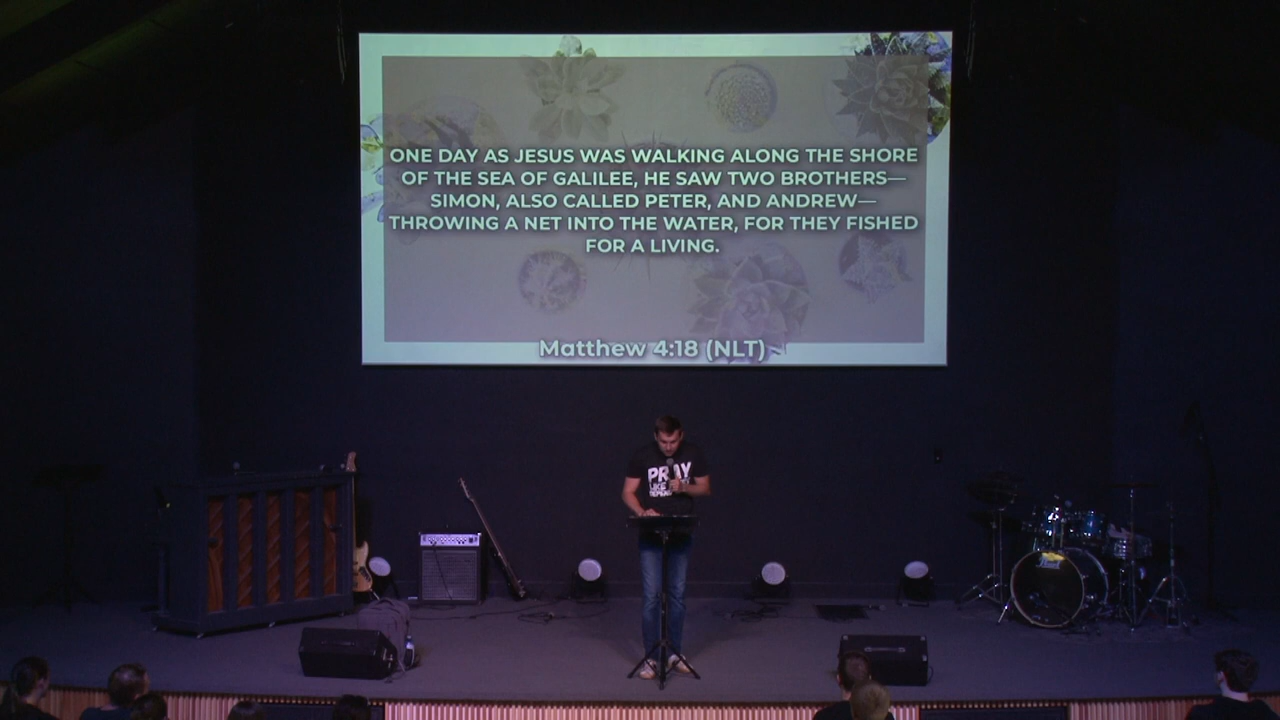 ONE DAY AS JESUS WAS WALKING ALONG THE SHORE
OF THE SEA OF GALILEE, HE SAW TWO BROTHERS—
SIMON, ALSO CALLED PETER, AND ANDREW—
THROWING A NET INTO THE WATER, FOR THEY FISHED
FOR A LIVING.
Matthew 4:18 (NLT)
PRAY
LIKE